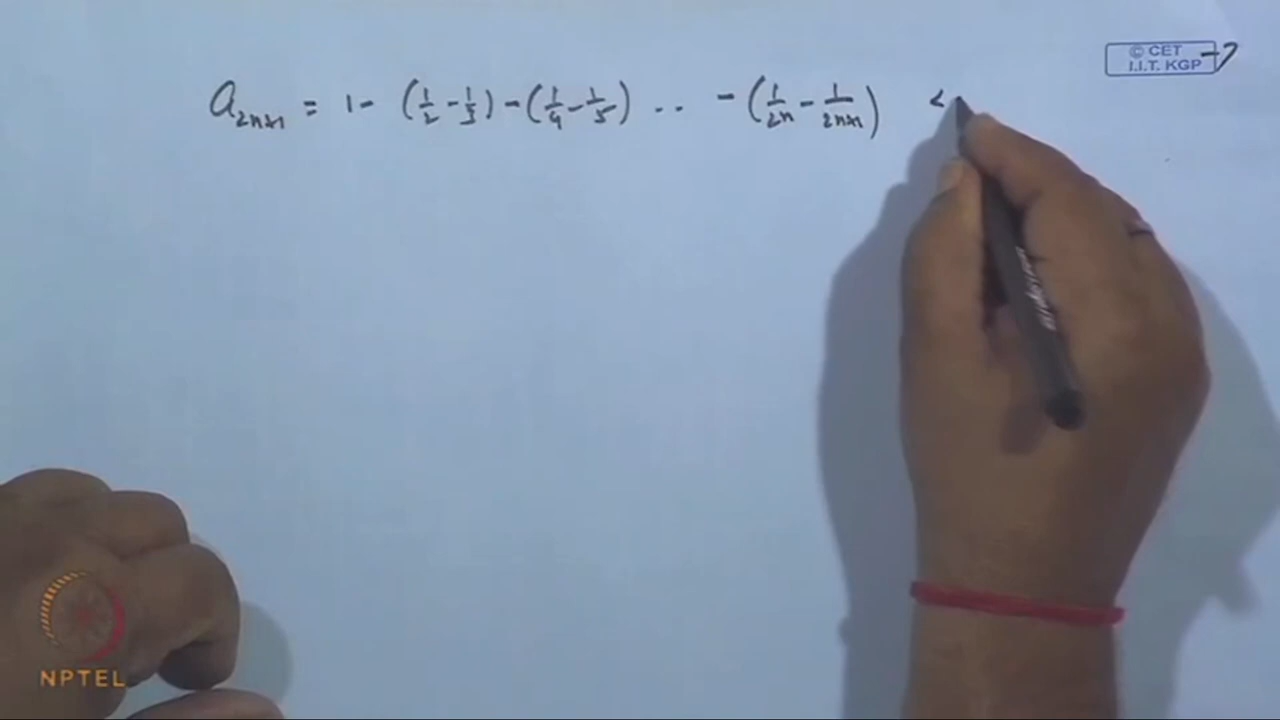 © CET
I.I.T. KGP
a_{2n+1} = 1 - (1/2 - 1/3) - (1/4 - 1/5) .. - (1/2n - 1/2n+1) <
NPTEL